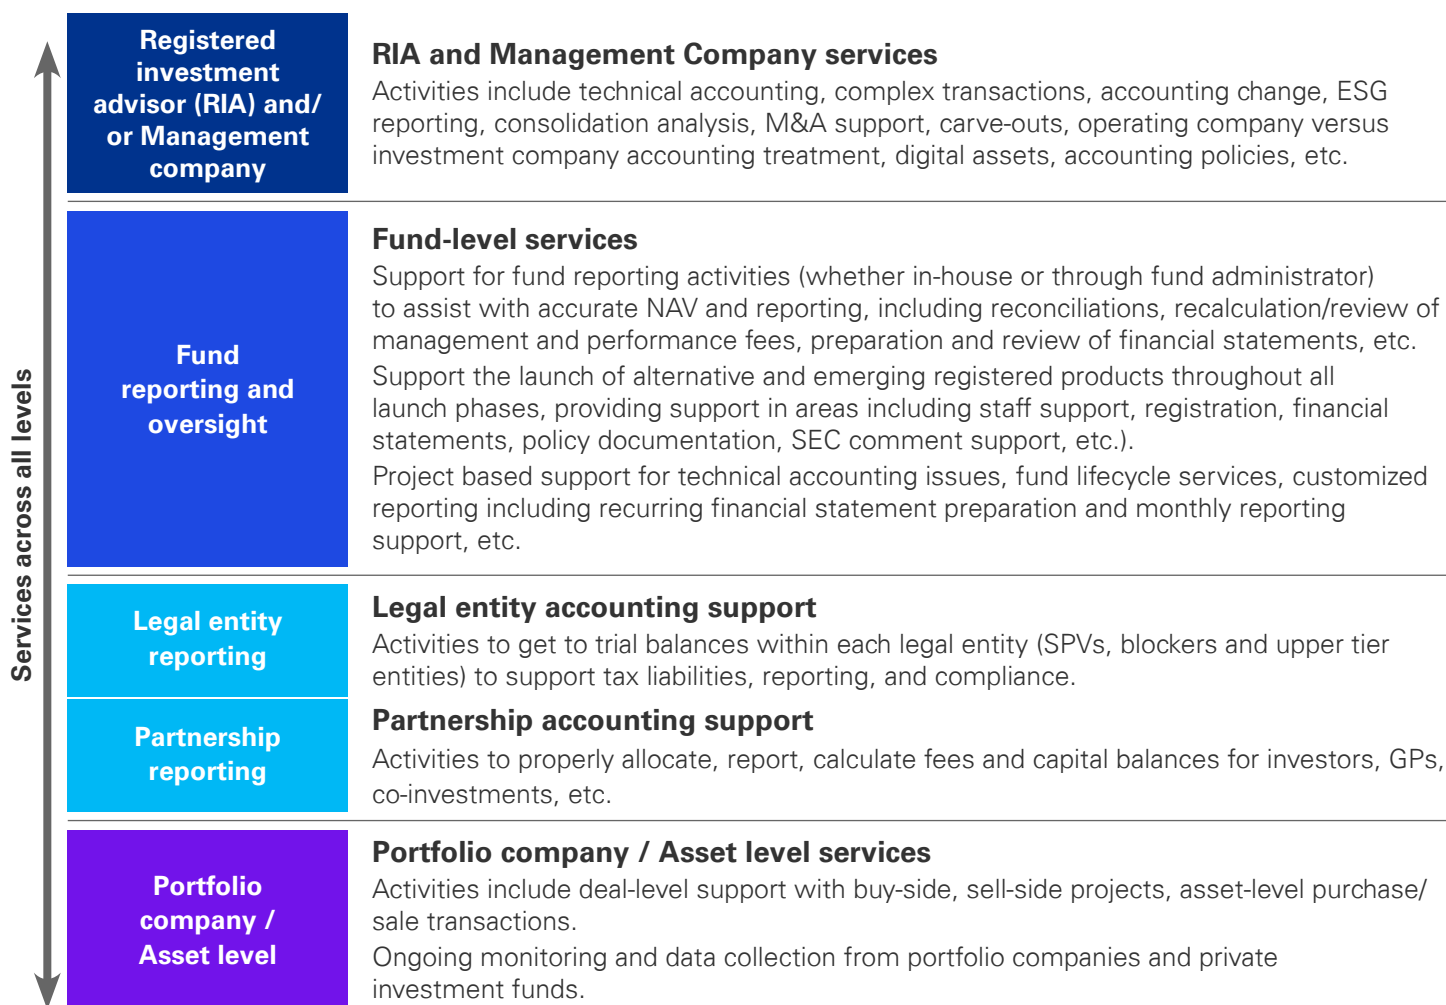 Services across all levels
Registered
investment
advisor (RIA) and/
or Management
company
RIA and Management Company services
Activities include technical accounting, complex transactions, accounting change, ESG
reporting, consolidation analysis, M&A support, carve-outs, operating company versus
investment company accounting treatment, digital assets, accounting policies, etc.
Fund
reporting and
oversight
Fund-level services
Support for fund reporting activities (whether in-house or through fund administrator)
to assist with accurate NAV and reporting, including reconciliations, recalculation/review of
management and performance fees, preparation and review of financial statements, etc.
Support the launch of alternative and emerging registered products throughout all
launch phases, providing support in areas including staff support, registration, financial
statements, policy documentation, SEC comment support, etc.).
Project based support for technical accounting issues, fund lifecycle services, customized
reporting including recurring financial statement preparation and monthly reporting
support, etc.
Legal entity
reporting
Legal entity accounting support
Activities to get to trial balances within each legal entity (SPVs, blockers and upper tier
entities) to support tax liabilities, reporting, and compliance.
Partnership
reporting
Partnership accounting support
Activities to properly allocate, report, calculate fees and capital balances for investors, GPs,
co-investments, etc.
Portfolio
company /
Asset level
Portfolio company / Asset level services
Activities include deal-level support with buy-side, sell-side projects, asset-level purchase/
sale transactions.
Ongoing monitoring and data collection from portfolio companies and private
investment funds.